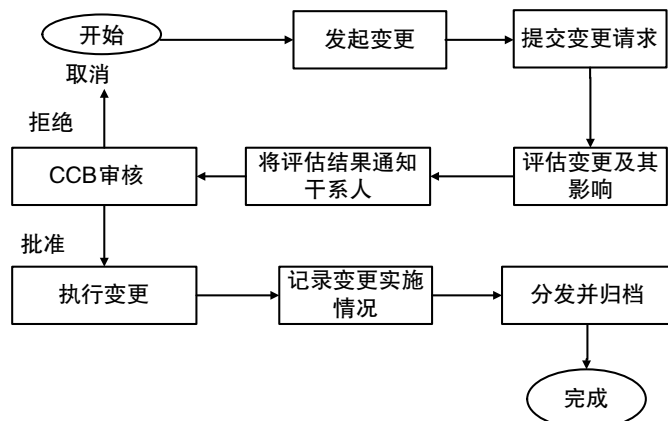 开始
发起变更
提交变更请求
取消
拒绝
CCB审核
将评估结果通知
干系人
评估变更及其
影响
批准
执行变更
记录变更实施
情况
分发并归档
完成